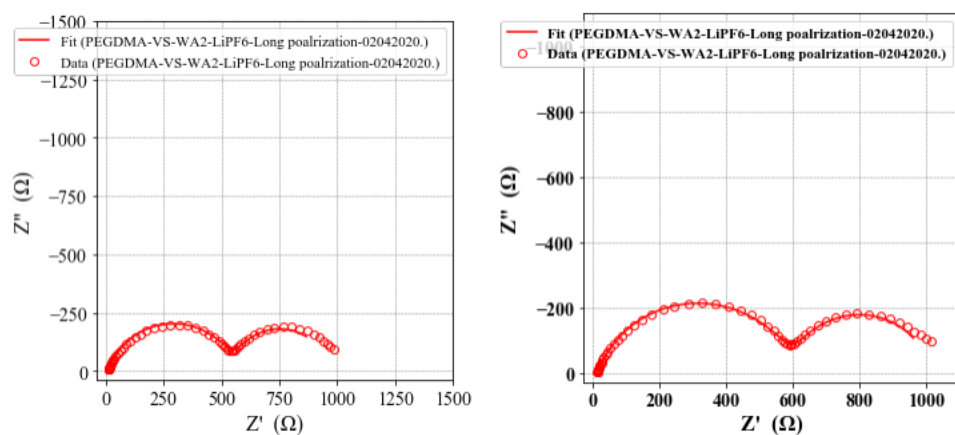 −1500
Fit (PEGDMA-VS-WA2-LiPF6-Long poalrization-02042020.)
Data (PEGDMA-VS-WA2-LiPF6-Long poalrization-02042020.)
−1250
−1000
−750
−500
−250
0
Z'' (Ω)
0 250 500 750 1000 1250 1500
Z' (Ω)
Fit (PEGDMA-VS-WA2-LiPF6-Long poalrization-02042020.)
−1000
Data (PEGDMA-VS-WA2-LiPF6-Long poalrization-02042020.)
−800
−600
−400
−200
0
Z'' (Ω)
0 200 400 600 800 1000
Z' (Ω)